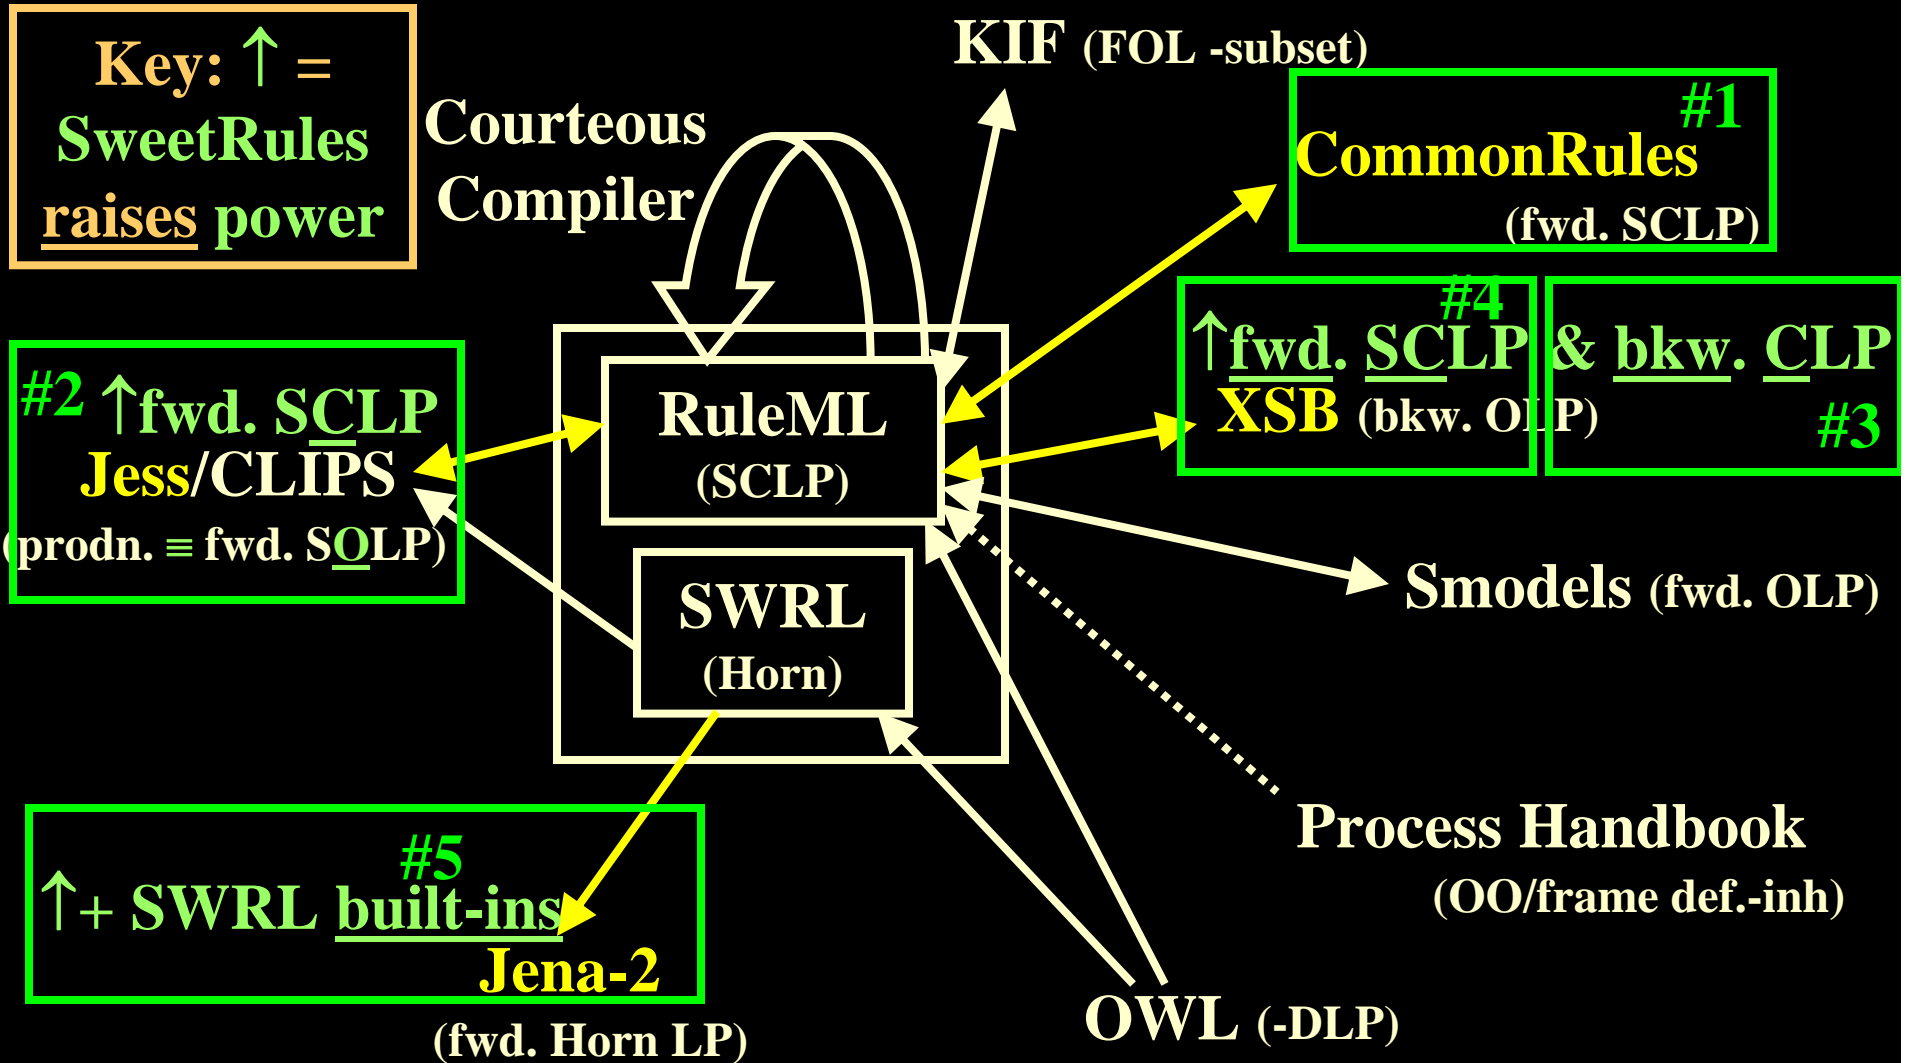 Key: ↑ =
SweetRules
raises power
Courteous
Compiler
KIF (FOL -subset)
#1
CommonRules
(fwd. SCLP)
#4
↑fwd. SCLP & bkw. CLP
XSB (bkw. OLP)
#3
#2 ↑fwd. SCLP
Jess/CLIPS
(prodn. ≡ fwd. SOLP)
RuleML
(SCLP)
SWRL
(Horn)
Smodels (fwd. OLP)
Process Handbook
(OO/frame def.-inh)
#5
↑+ SWRL built-ins
Jena-2
(fwd. Horn LP)
OWL (-DLP)